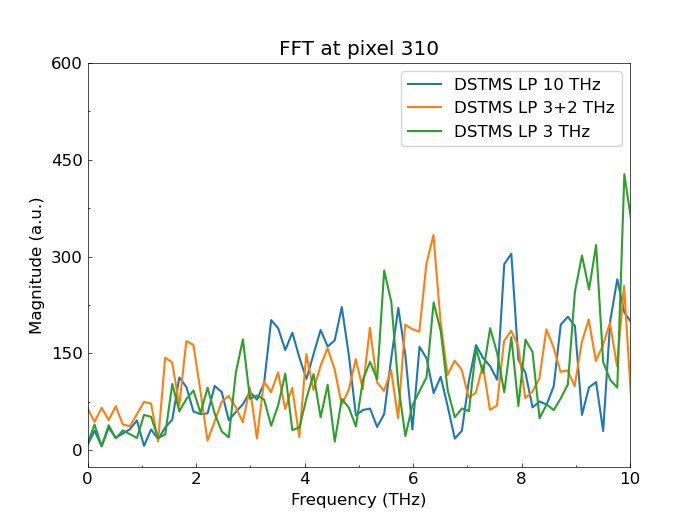 FFT at pixel 310
600
450
300
150
0
Magnitude (a.u.)
DSTMS LP 10 THz
DSTMS LP 3+2 THz
DSTMS LP 3 THz
0 2 4 6 8 10
Frequency (THz)